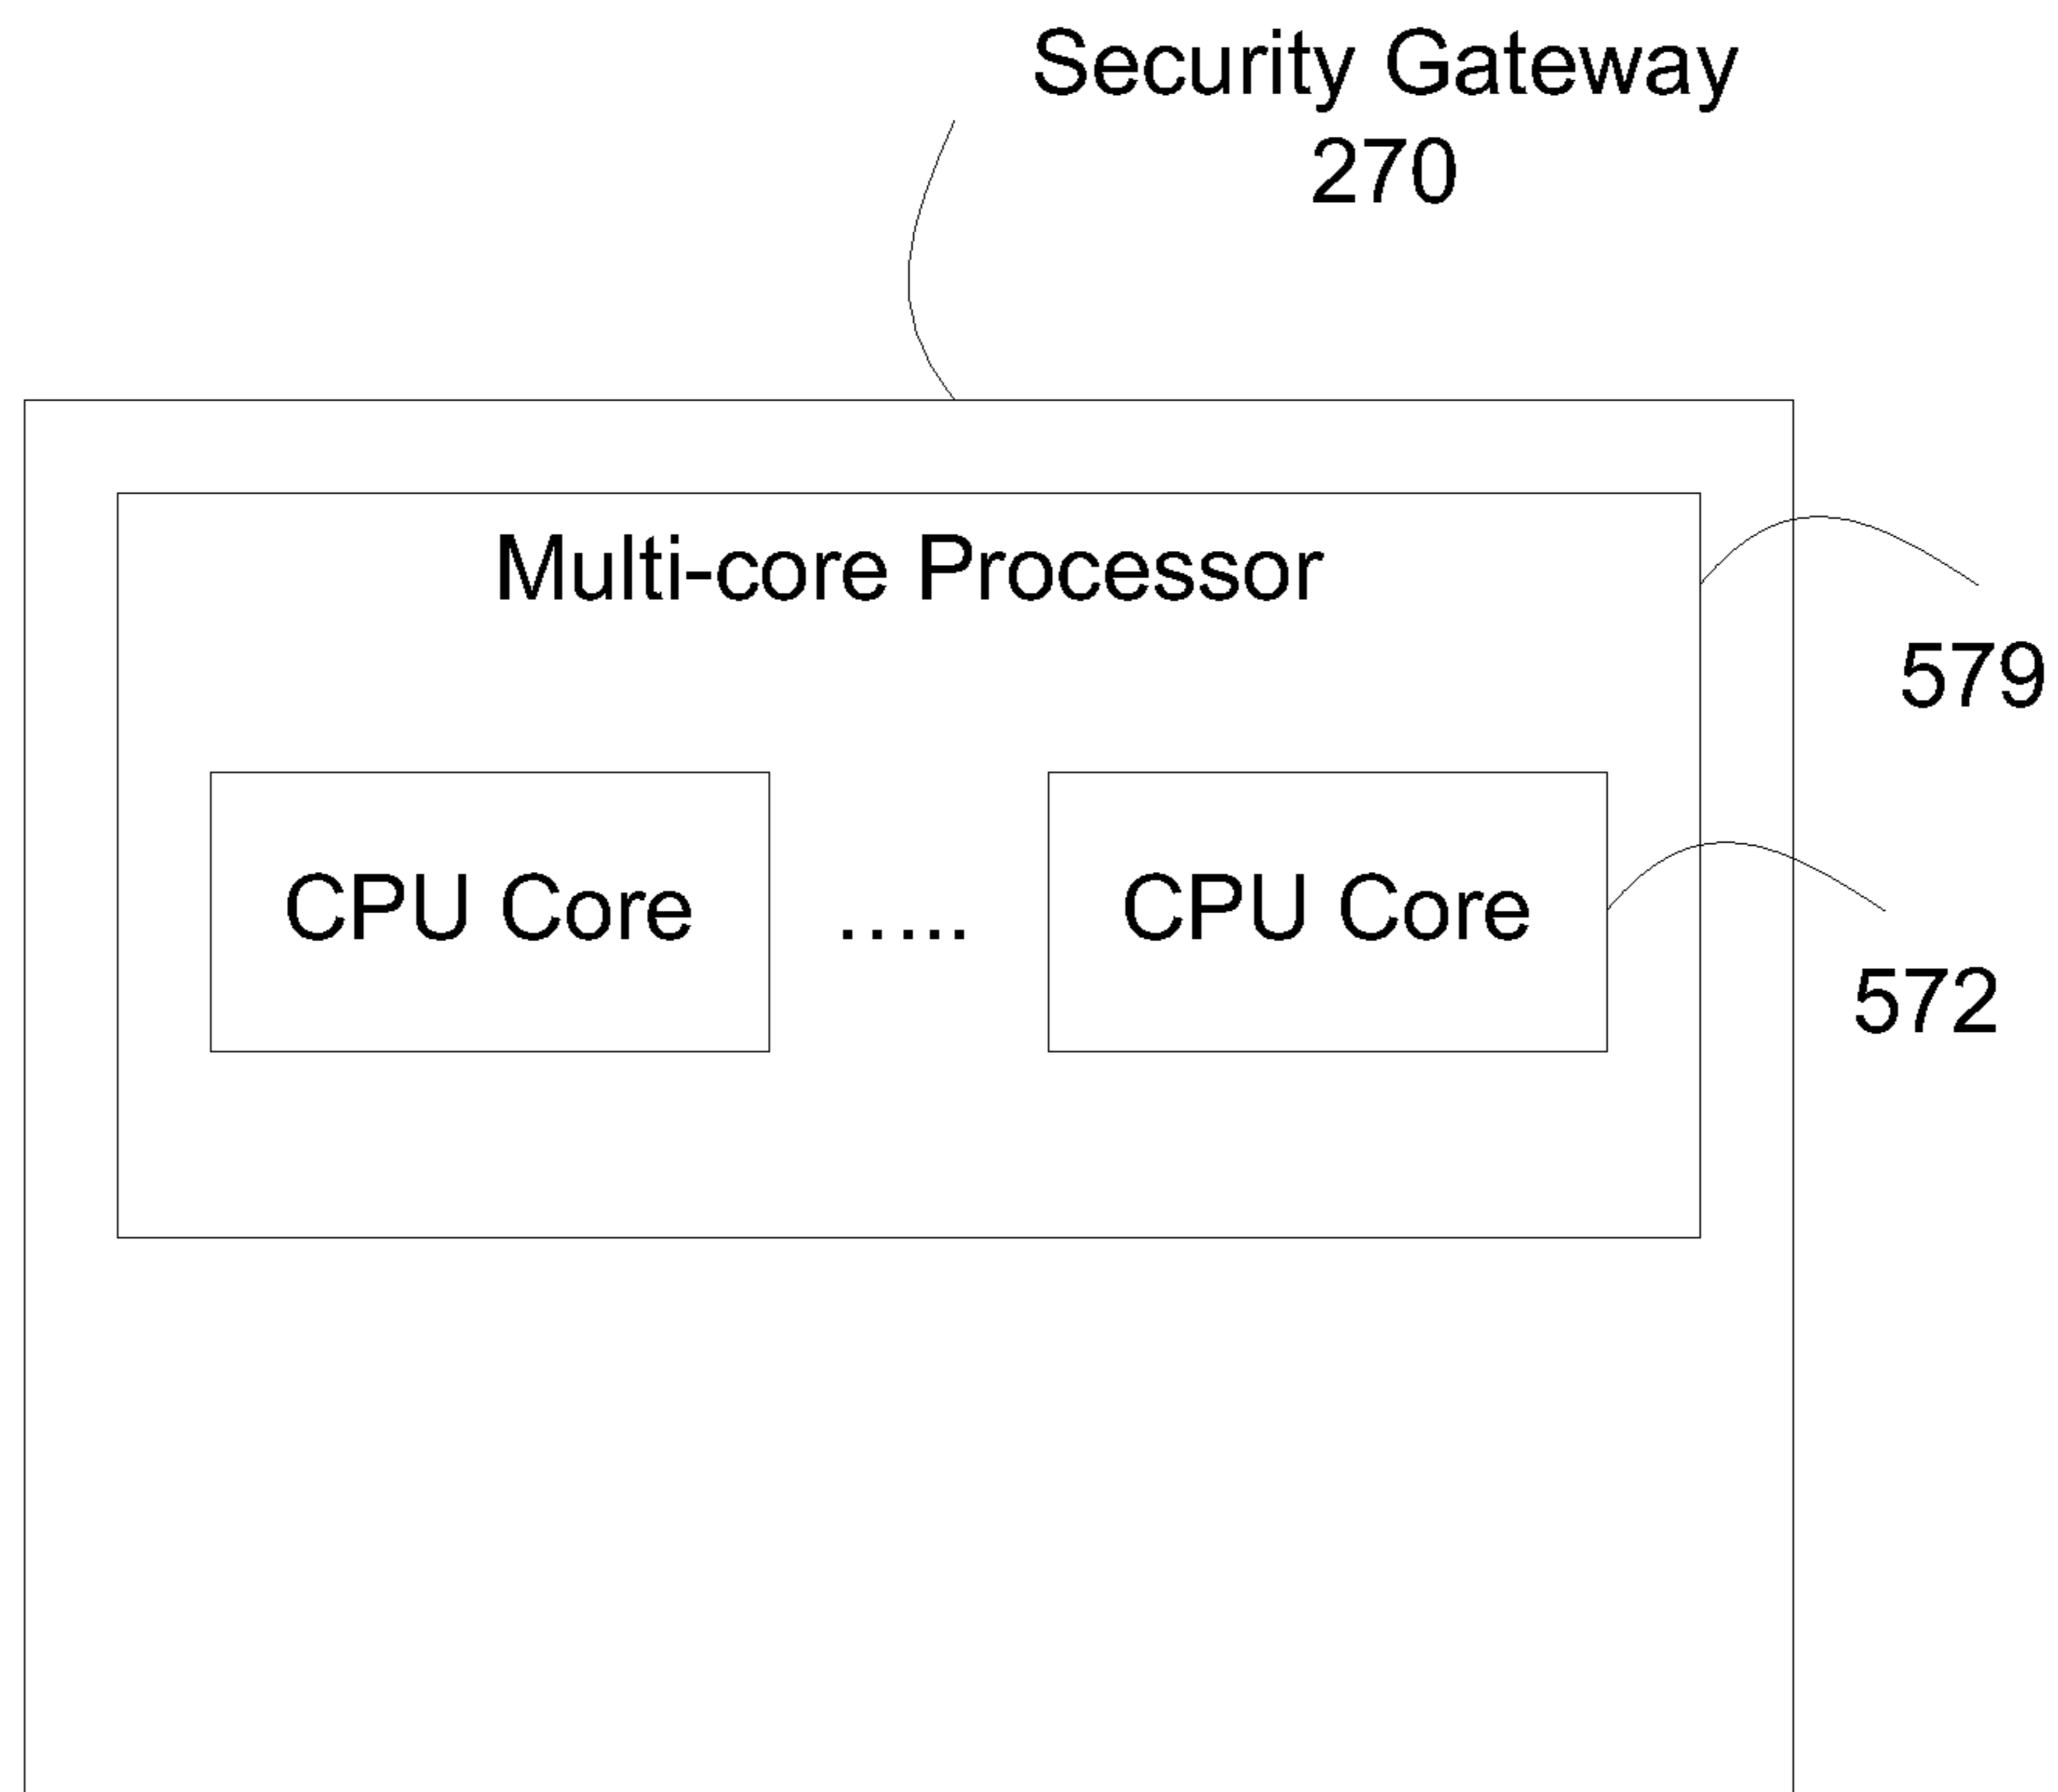 Security Gateway
270
Multi-core Processor
579
CPU Core ..... CPU Core
572